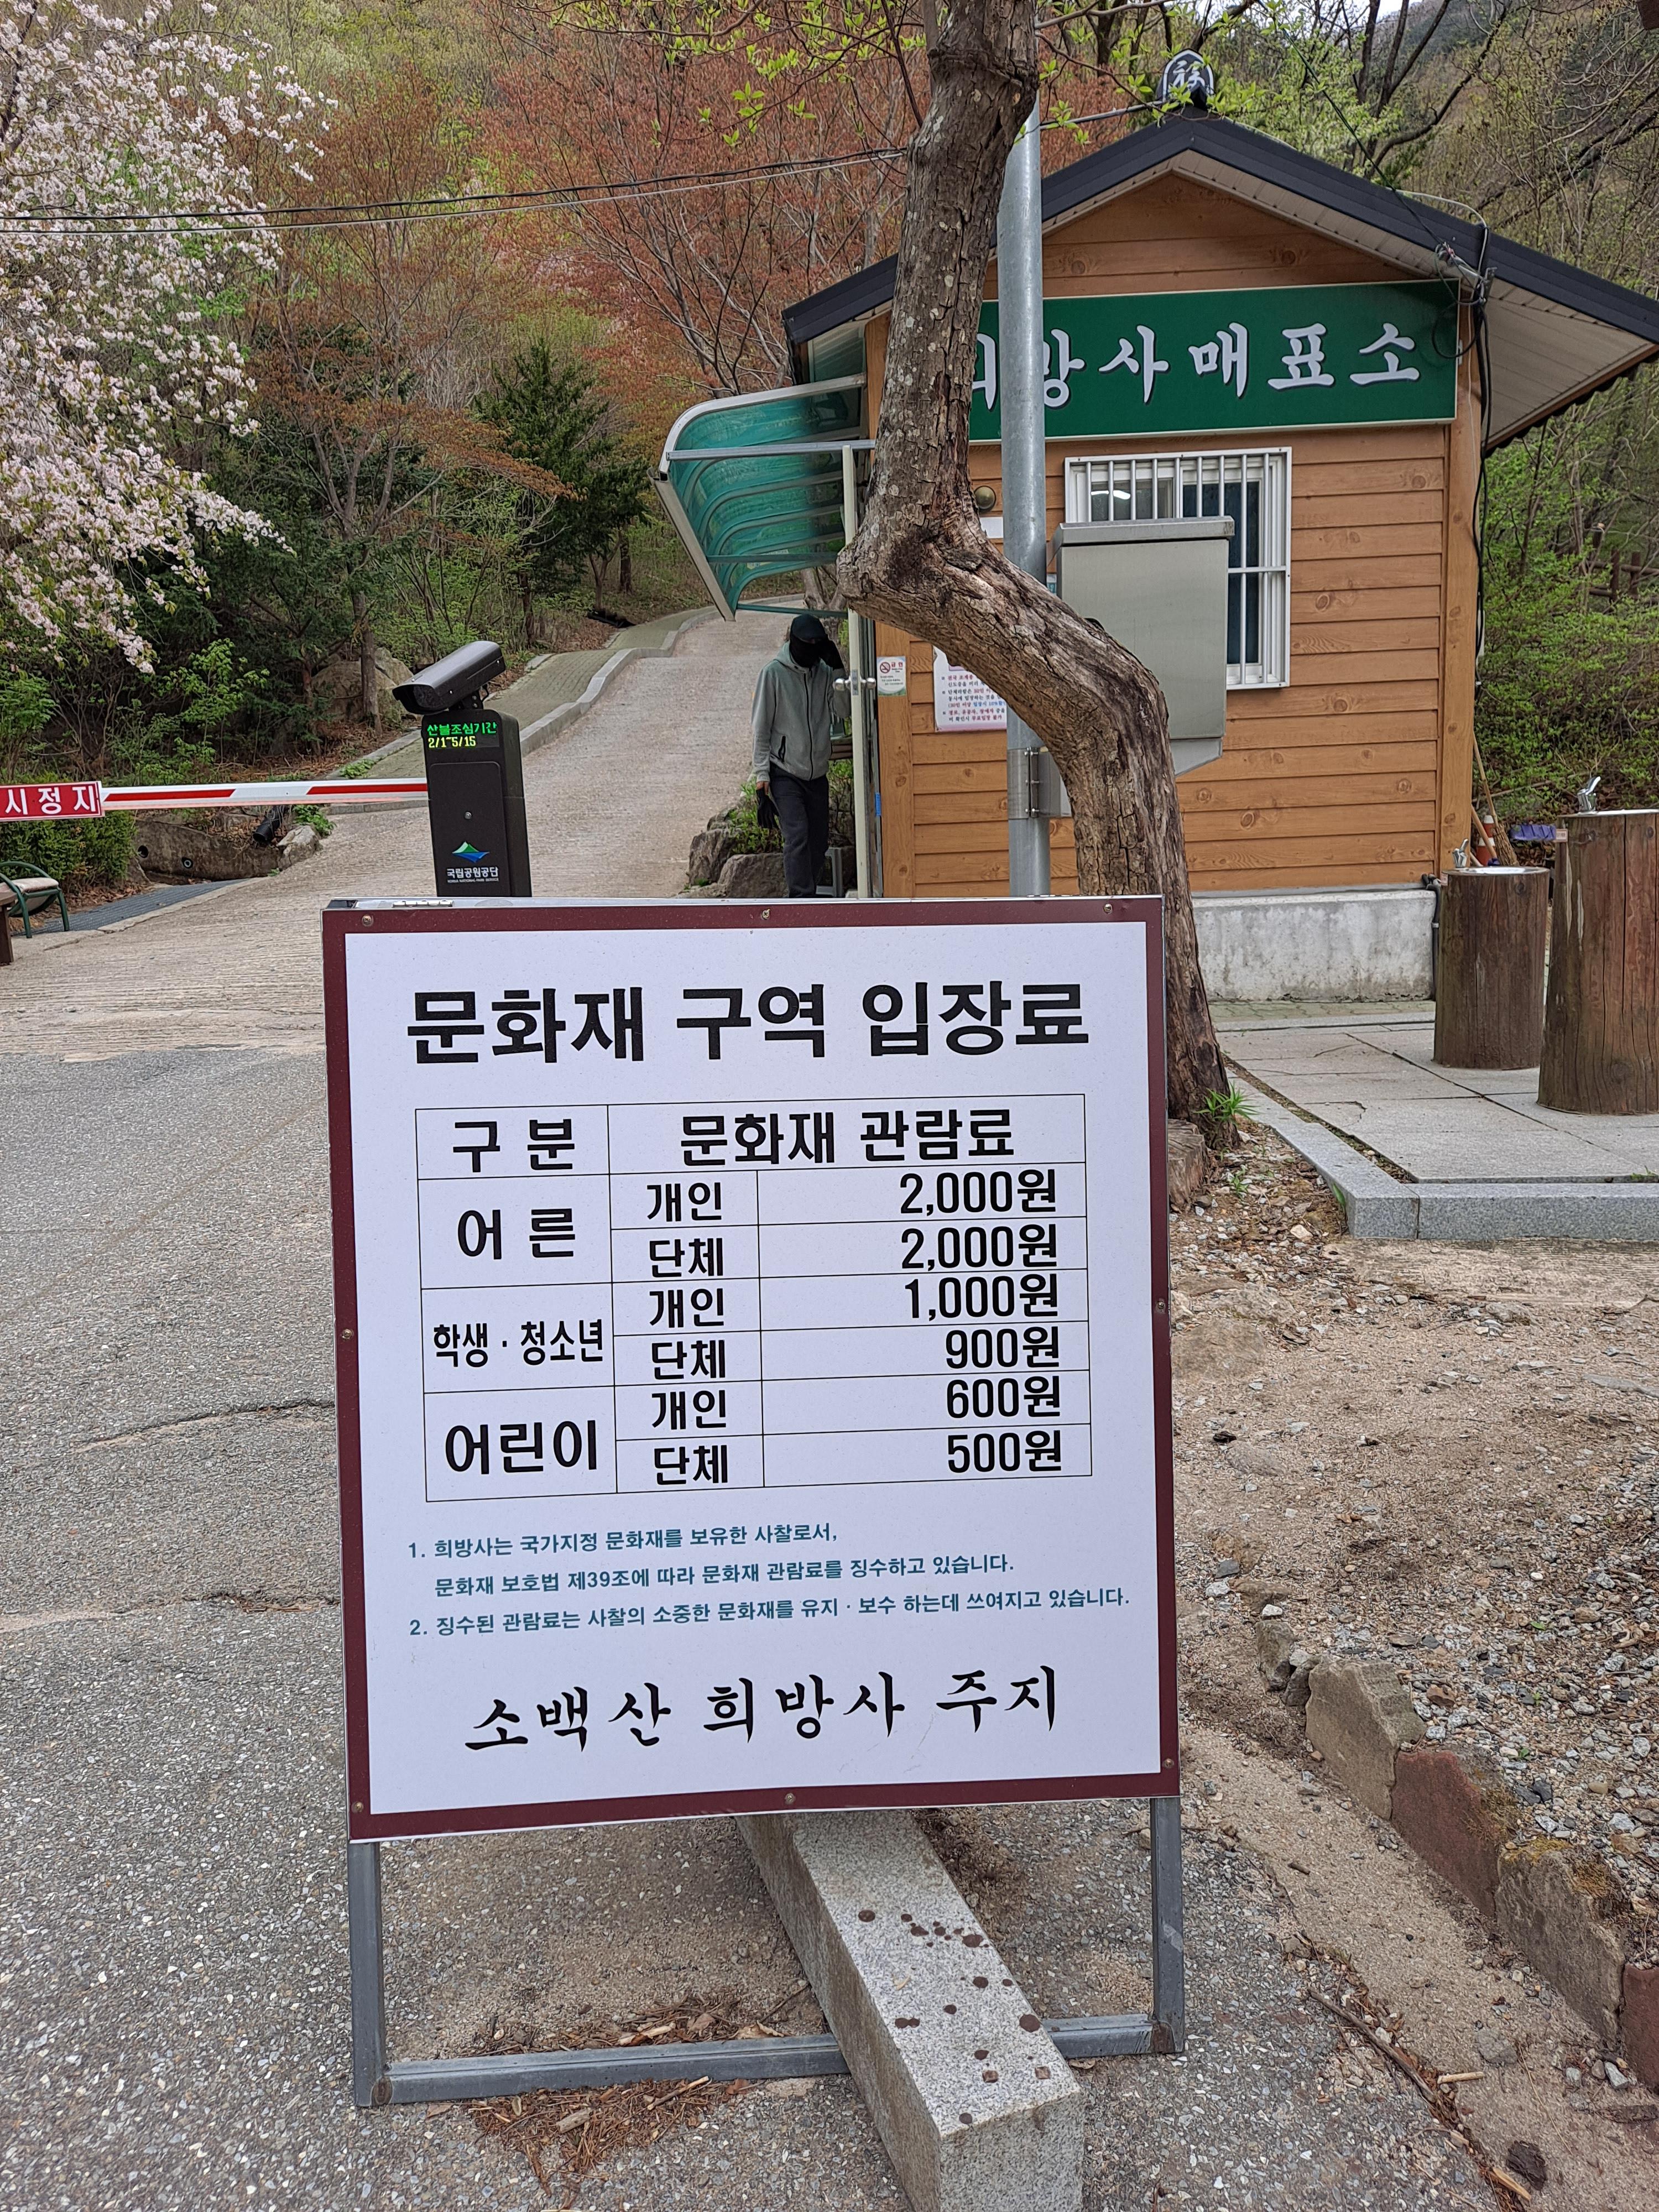 방사매표소
산불조심기간
2/1~5/15
시정지
국립공원공단
KOREA NATIONAL PARK SERVICE
금연
문화재 구역 입장료
구 분 문화재 관람료
어 른 개인 2,000원
단체 2,000원
학생 · 청소년 개인 1,000원
단체 900원
어린이 개인 600원
단체 500원
1. 희방사는 국가지정 문화재를 보유한 사찰로서,
문화재 보호법 제39조에 따라 문화재 관람료를 징수하고 있습니다.
2. 징수된 관람료는 사찰의 소중한 문화재를 유지 · 보수 하는데 쓰여지고 있습니다.
소백산 희방사 주지